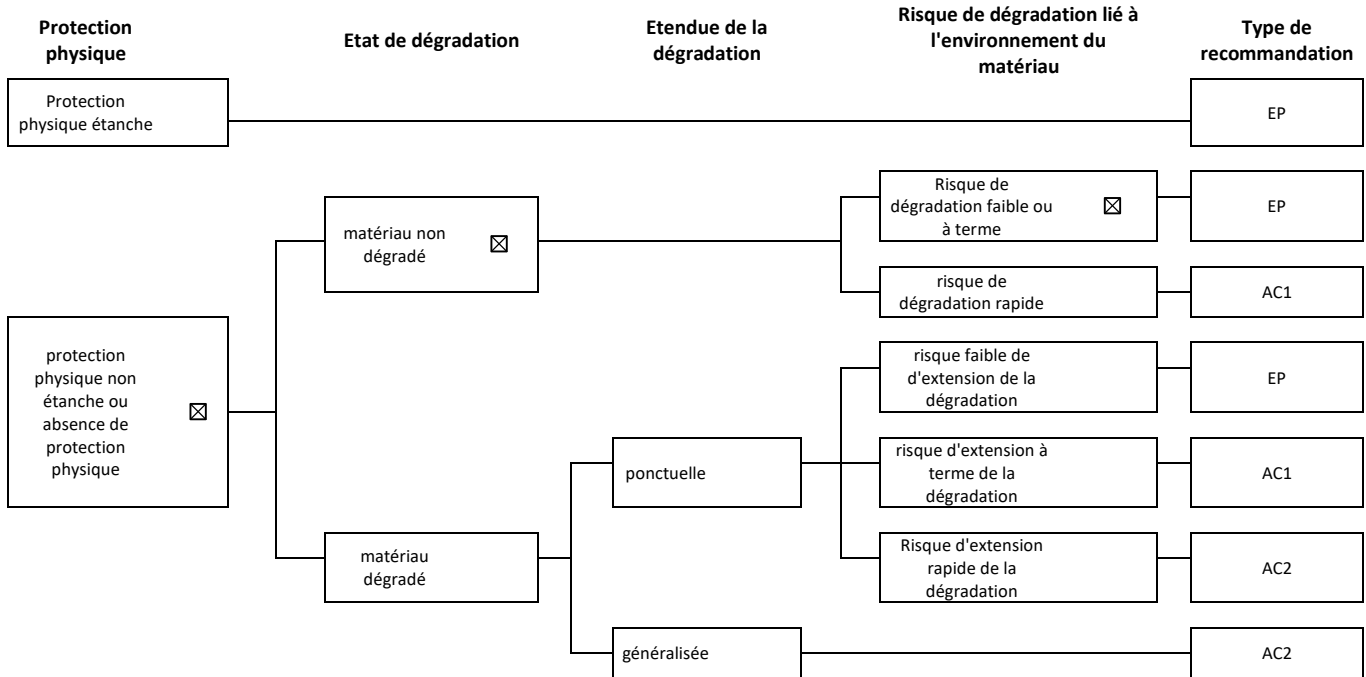 Protection
physique
Etat de dégradation
Etendue de la
dégradation
Risque de dégradation lié à
l'environnement du
matériau
Type de
recommandation
Protection
physique étanche
EP
Risque de
dégradation faible ou
à terme
EP
matériau non
dégradé
risque de
dégradation rapide
AC1
protection
physique non
étanche ou
absence de
protection
physique
risque faible de
d'extension de la
dégradation
EP
ponctuelle
risque d'extension à
terme de la
dégradation
AC1
matériau
dégradé
Risque d'extension
rapide de la
dégradation
AC2
généralisée
AC2